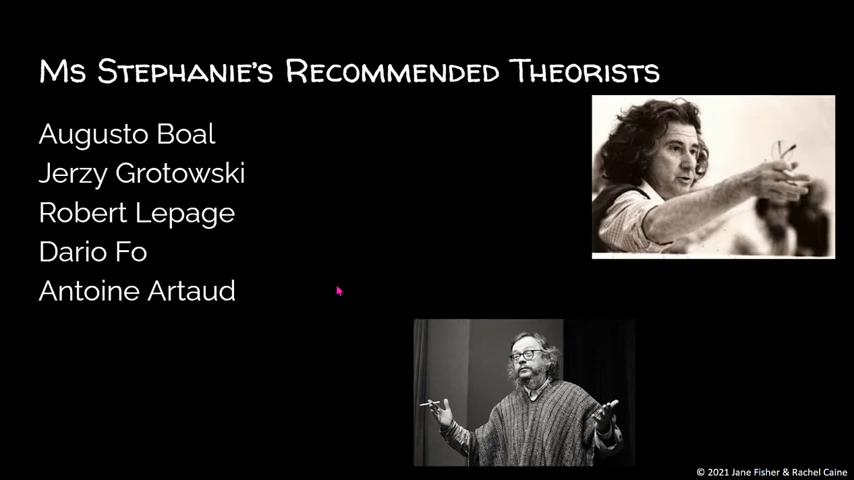 Ms Stephanie's Recommended Theorists
Augusto Boal
Jerzy Grotowski
Robert Lepage
Dario Fo
Antoine Artaud
© 2021 Jane Fisher & Rachel Caine